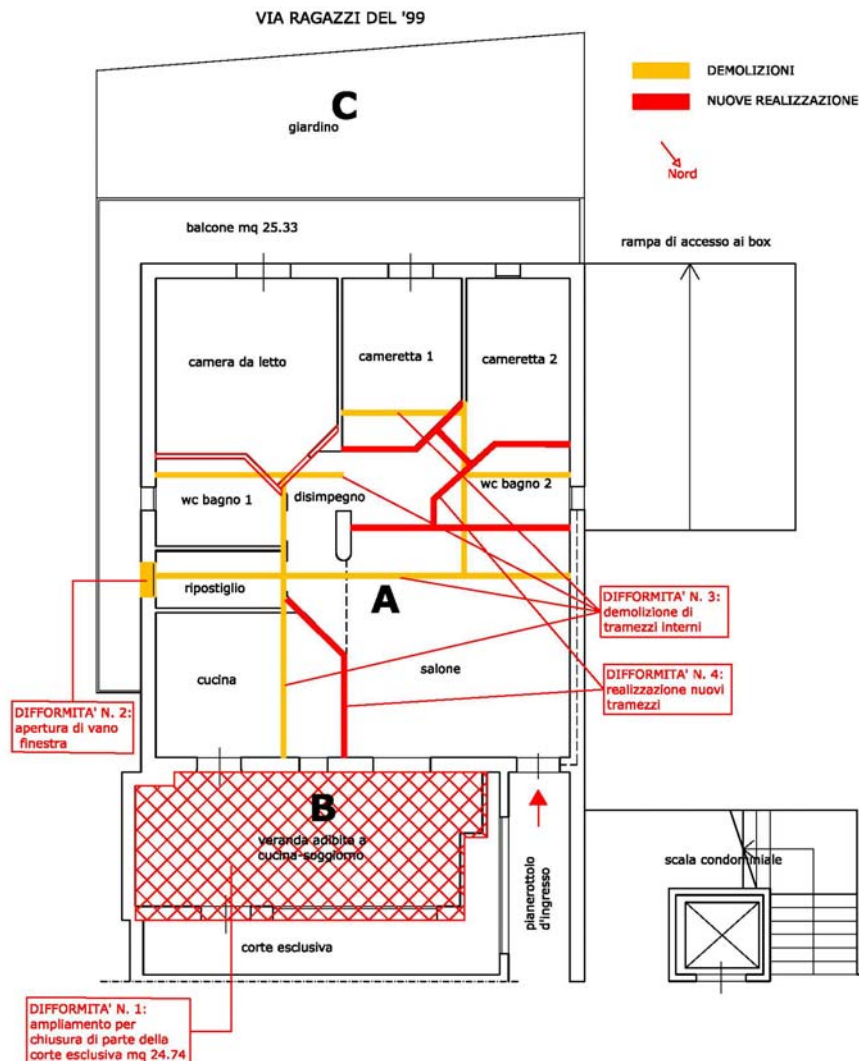 VIA RAGAZZI DEL '99
DEMOLIZIONI
NUOVE REALIZZAZIONE
Nord
C
giardino
balcone mq 25.33
rampa di accesso ai box
camera da letto
cameretta 1
cameretta 2
wc bagno 1
disimpegno
wc bagno 2
ripostiglio
A
DIFFORMITA' N. 3:
demolizione di
tramezzi interni
cucina
salone
DIFFORMITA' N. 4:
realizzazione nuovi
tramezzi
DIFFORMITA' N. 2:
apertura di vano
finestra
B
veranda adibita a
cucina-soggiorno
pianerottolo
d'ingresso
scala condominiale
corte esclusiva
DIFFORMITA' N. 1:
ampliamento per
chiusura di parte della
corte esclusiva mq 24.74